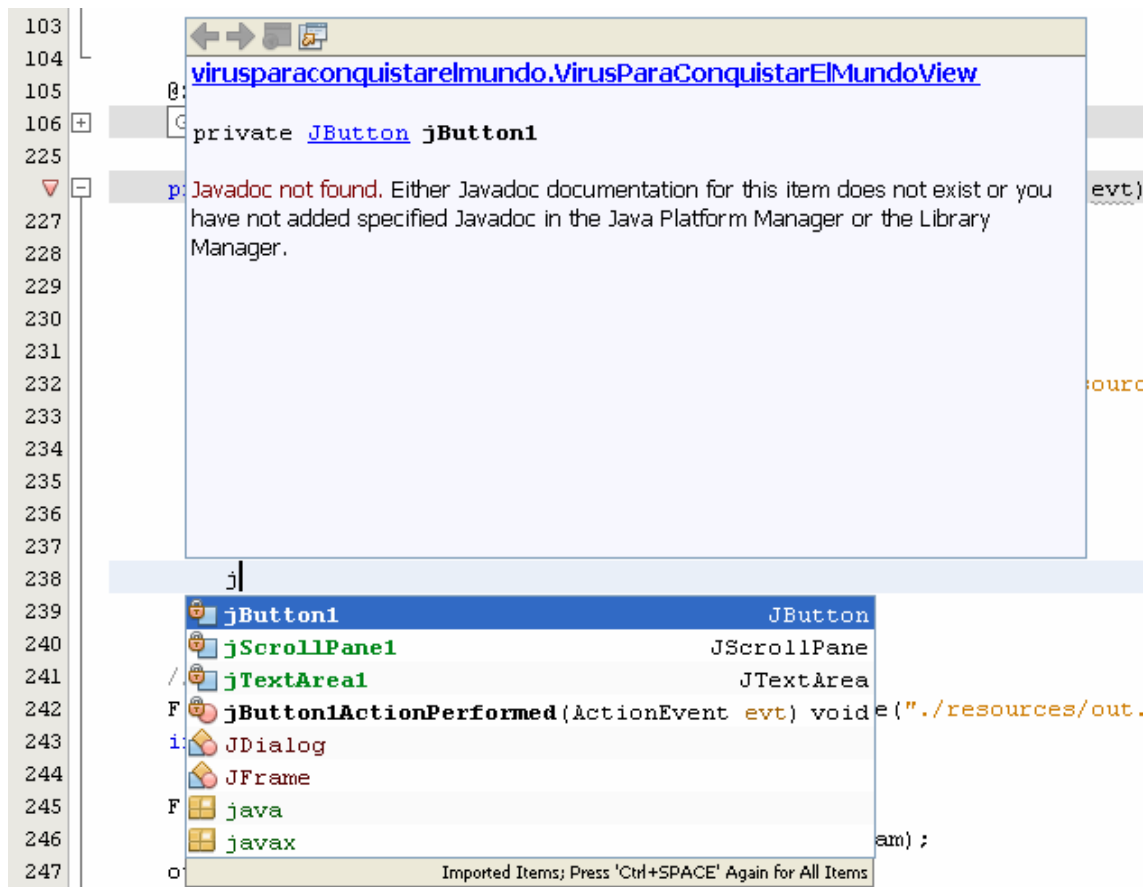 103
104
virusparaconquistarelmundo.VirusParaConquistarElMundoView
105 @
106
private JButton jButton1
225
p Javadoc not found. Either Javadoc documentation for this item does not exist or you evt)
227 have not added specified Javadoc in the Java Platform Manager or the Library
228 Manager.
229
230
231
232 ourc
233
234
235
236
237
238 j
239 jButton1 JButton
240 jScrollPane1 JScrollPane
241 / jTextArea1 JTextArea
242 F jButton1ActionPerformed(ActionEvent evt) void e("./resources/out.
243 i JDialog
244 JFrame
245 F java
246 javax am);
247 o Imported Items; Press 'Ctrl+SPACE' Again for All Items